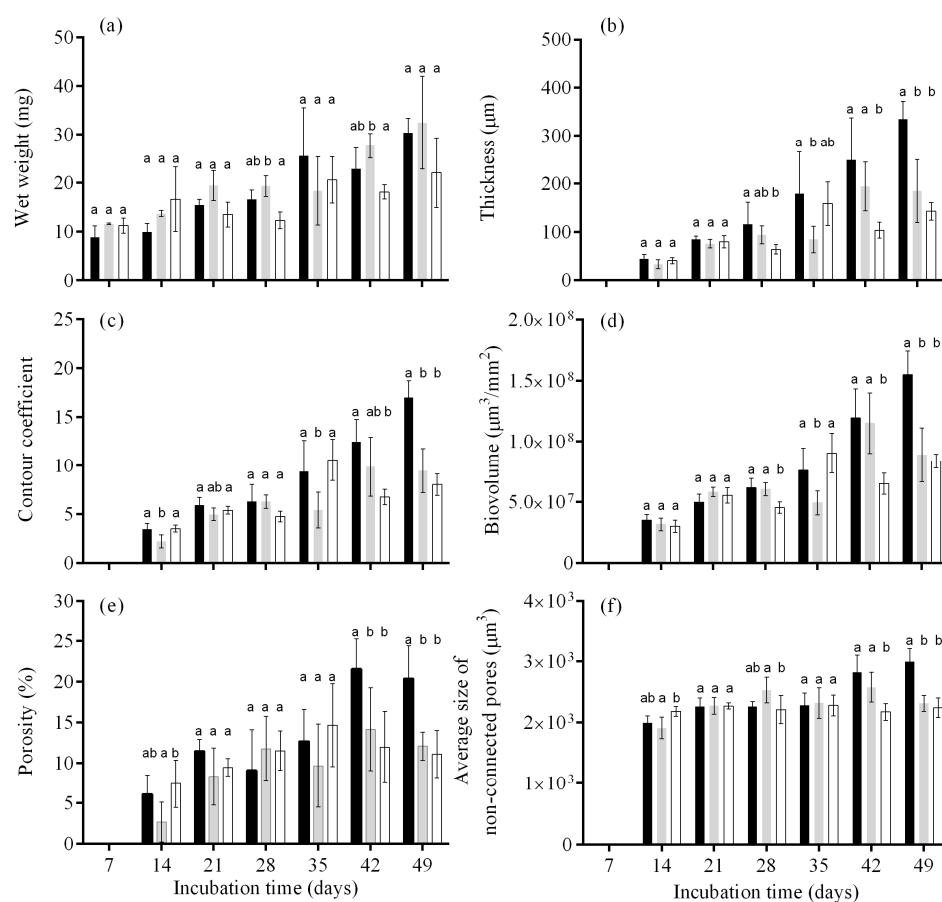 (a)
Wet weight (mg)
50
40
30
20
10
0
a a a
a a a
a a a
ab b a
a a a
ab b a
a a a
(b)
Thickness (μm)
500
400
300
200
100
0
a a a
a a a
a ab b
a b ab
a a b
a b b
(c)
Contour coefficient
25
20
15
10
5
0
a b a
a ab a
a a a
a b a
a ab b
a b b
(d)
Biovolume (μm³/mm²)
2.0×10⁸
1.5×10⁸
1.0×10⁸
5.0×10⁷
0
a a a
a a a
a a b
a b a
a a b
a b b
(e)
Porosity (%)
30
25
20
15
10
5
0
ab a b
a a a
a a a
a a a
a b b
a b b
7 14 21 28 35 42 49
Incubation time (days)
(f)
Average size of
non-connected pores (μm³)
4×10³
3×10³
2×10³
1×10³
0
ab a b
a a a
ab a b
a a a
a a b
a b b
7 14 21 28 35 42 49
Incubation time (days)